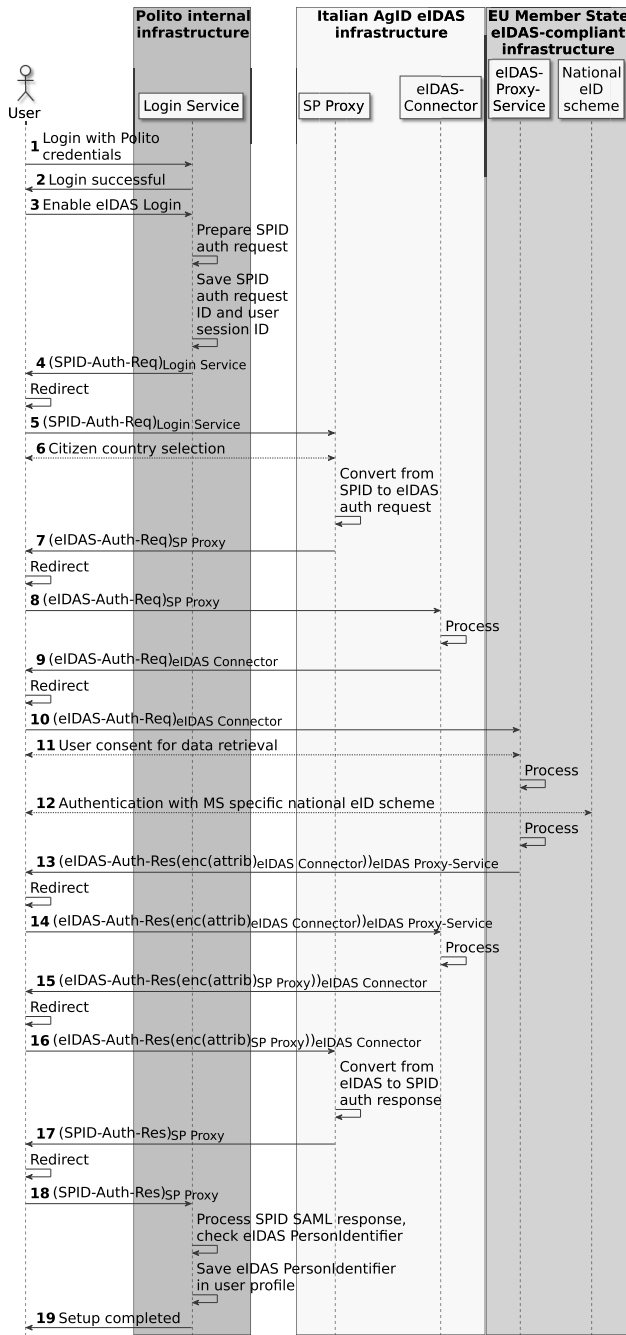 Polito internal
infrastructure
Italian AgID eIDAS
infrastructure
EU Member State
eIDAS-compliant
infrastructure
User
Login Service
SP Proxy
eIDAS-
Connector
eIDAS-
Proxy-
Service
National
eID
scheme
1 Login with Polito
credentials
2 Login successful
3 Enable eIDAS Login
Prepare SPID
auth request
Save SPID
auth request
ID and user
session ID
4 (SPID-Auth-Req)Login Service
Redirect
5 (SPID-Auth-Req)Login Service
6 Citizen country selection
Convert from
SPID to eIDAS
auth request
7 (eIDAS-Auth-Req)SP Proxy
Redirect
8 (eIDAS-Auth-Req)SP Proxy
Process
9 (eIDAS-Auth-Req)eIDAS Connector
Redirect
10 (eIDAS-Auth-Req)eIDAS Connector
11 User consent for data retrieval
Process
12 Authentication with MS specific national eID scheme
Process
13 (eIDAS-Auth-Res(enc(attrib)eIDAS Connector))eIDAS Proxy-Service
Redirect
14 (eIDAS-Auth-Res(enc(attrib)eIDAS Connector))eIDAS Proxy-Service
Process
15 (eIDAS-Auth-Res(enc(attrib)SP Proxy))eIDAS Connector
Redirect
16 (eIDAS-Auth-Res(enc(attrib)SP Proxy))eIDAS Connector
Convert from
eIDAS to SPID
auth response
17 (SPID-Auth-Res)SP Proxy
Redirect
18 (SPID-Auth-Res)SP Proxy
Process SPID SAML response,
check eIDAS PersonIdentifier
Save eIDAS PersonIdentifier
in user profile
19 Setup completed